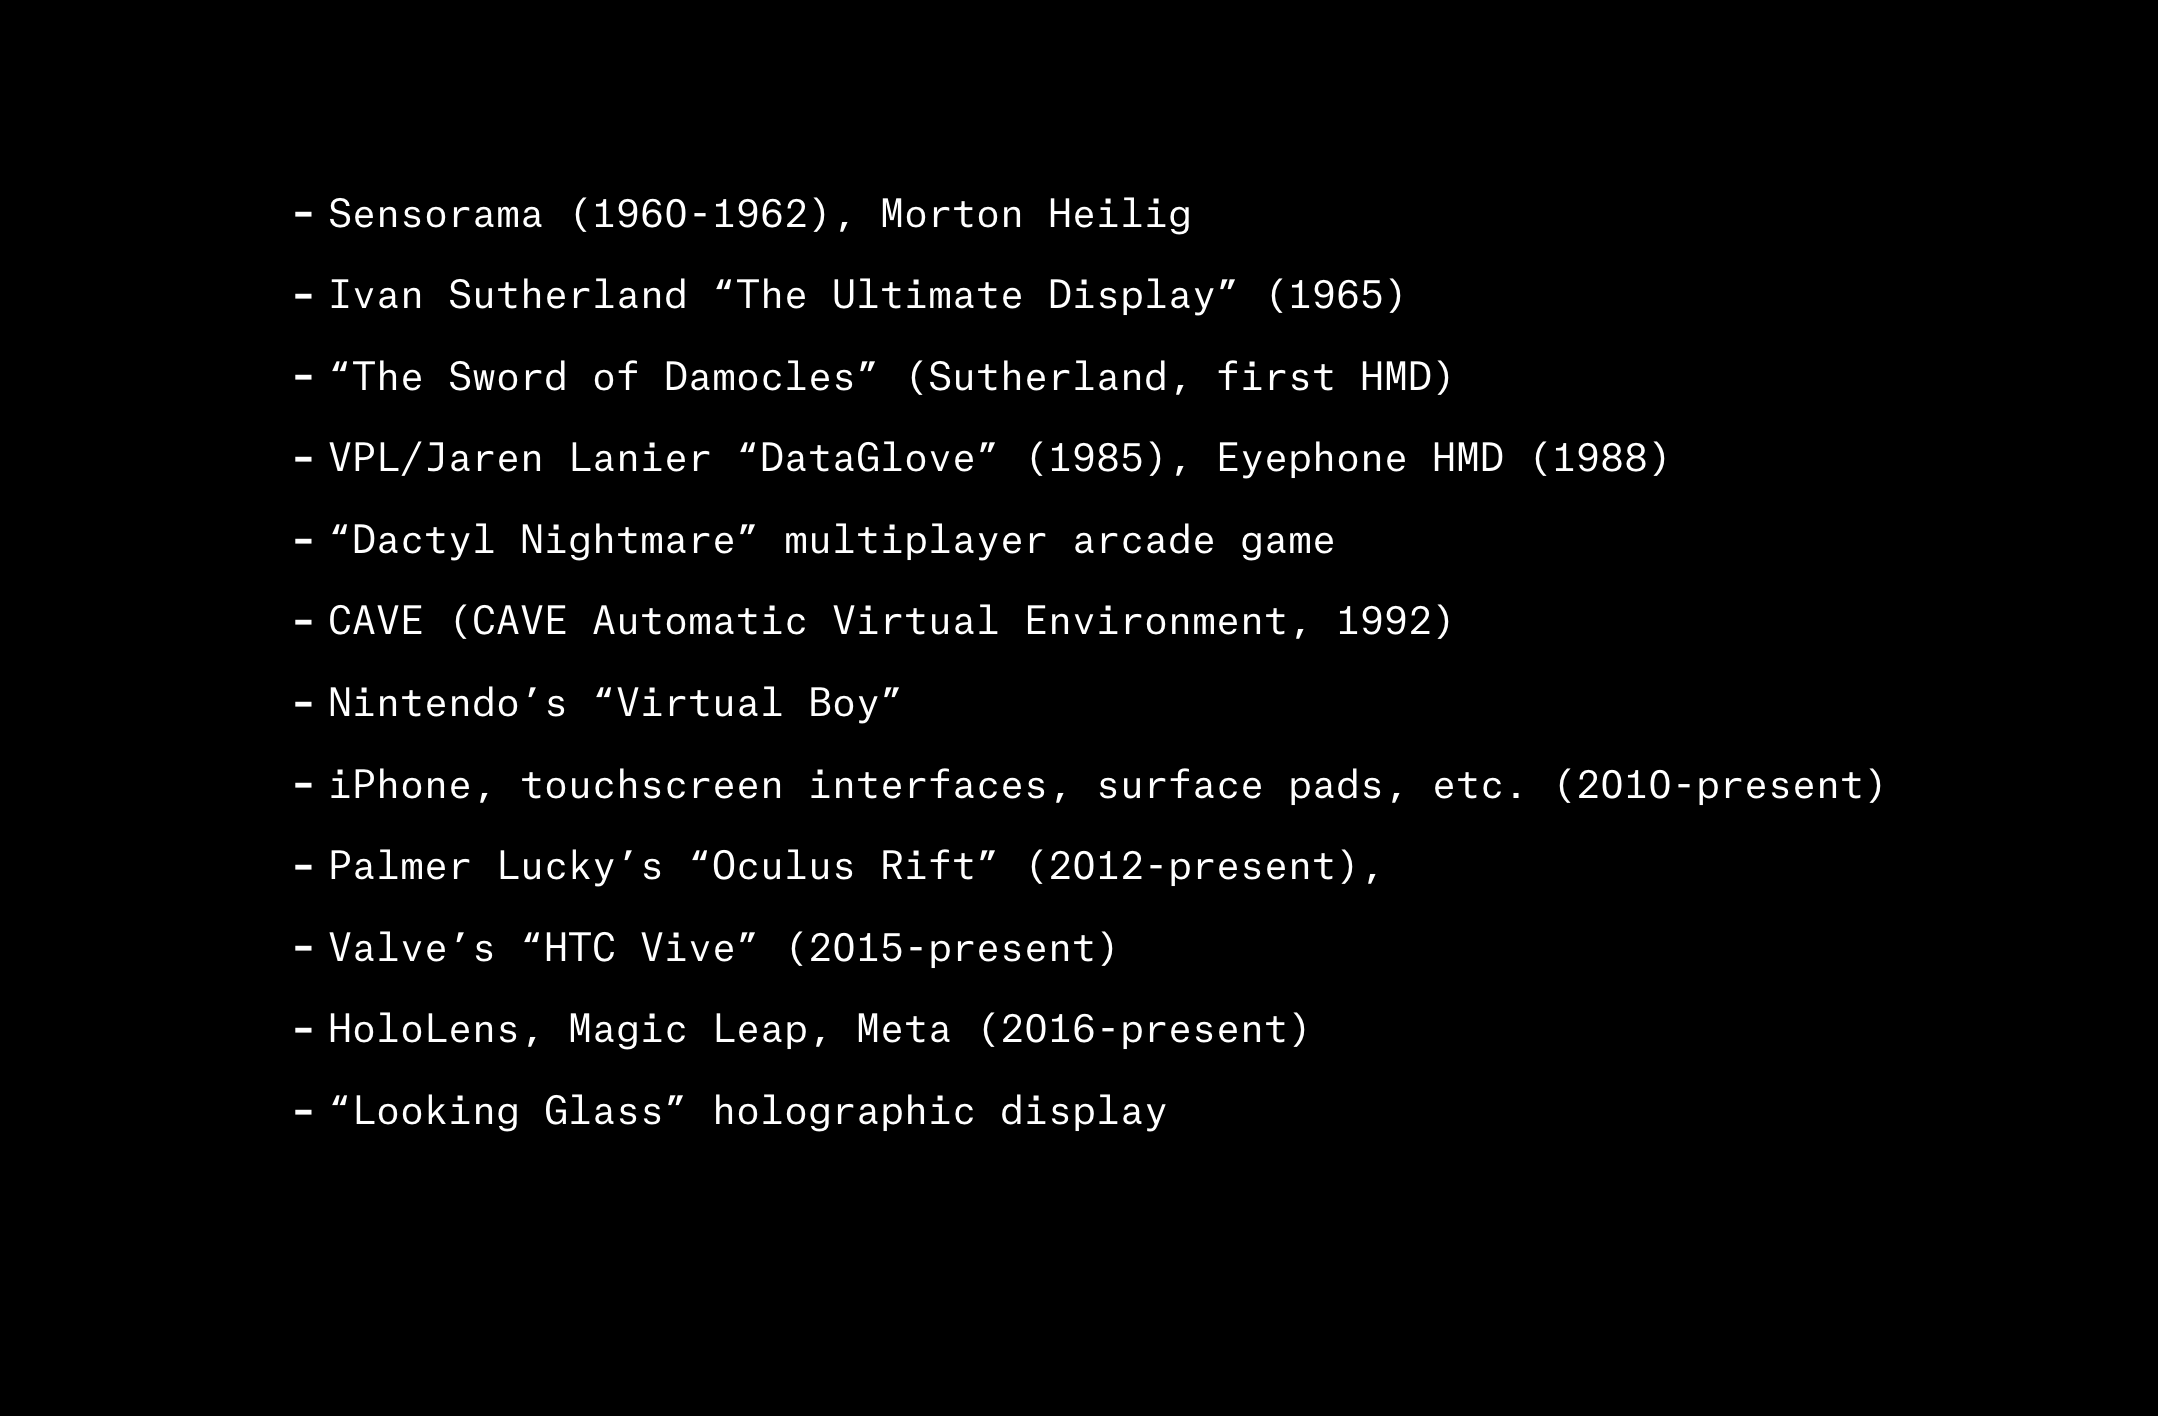 - Sensorama (1960-1962), Morton Heilig
- Ivan Sutherland “The Ultimate Display” (1965)
- “The Sword of Damocles” (Sutherland, first HMD)
- VPL/Jaren Lanier “DataGlove” (1985), Eyephone HMD (1988)
- “Dactyl Nightmare” multiplayer arcade game
- CAVE (CAVE Automatic Virtual Environment, 1992)
- Nintendo’s “Virtual Boy”
- iPhone, touchscreen interfaces, surface pads, etc. (2010-present)
- Palmer Lucky’s “Oculus Rift” (2012-present),
- Valve’s “HTC Vive” (2015-present)
- HoloLens, Magic Leap, Meta (2016-present)
- “Looking Glass” holographic display